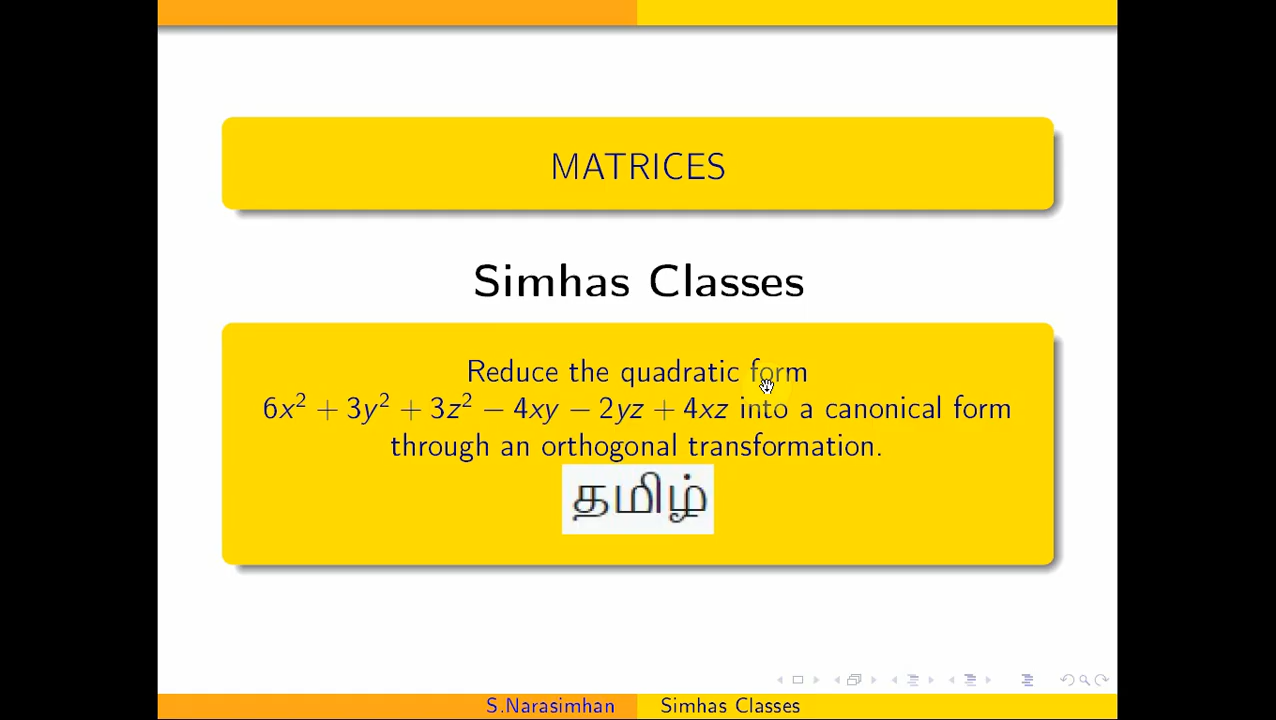 MATRICES
Simhas Classes
Reduce the quadratic form
6x² + 3y² + 3z² − 4xy − 2yz + 4xz into a canonical form
through an orthogonal transformation.
தமிழ்
S.Narasimhan Simhas Classes